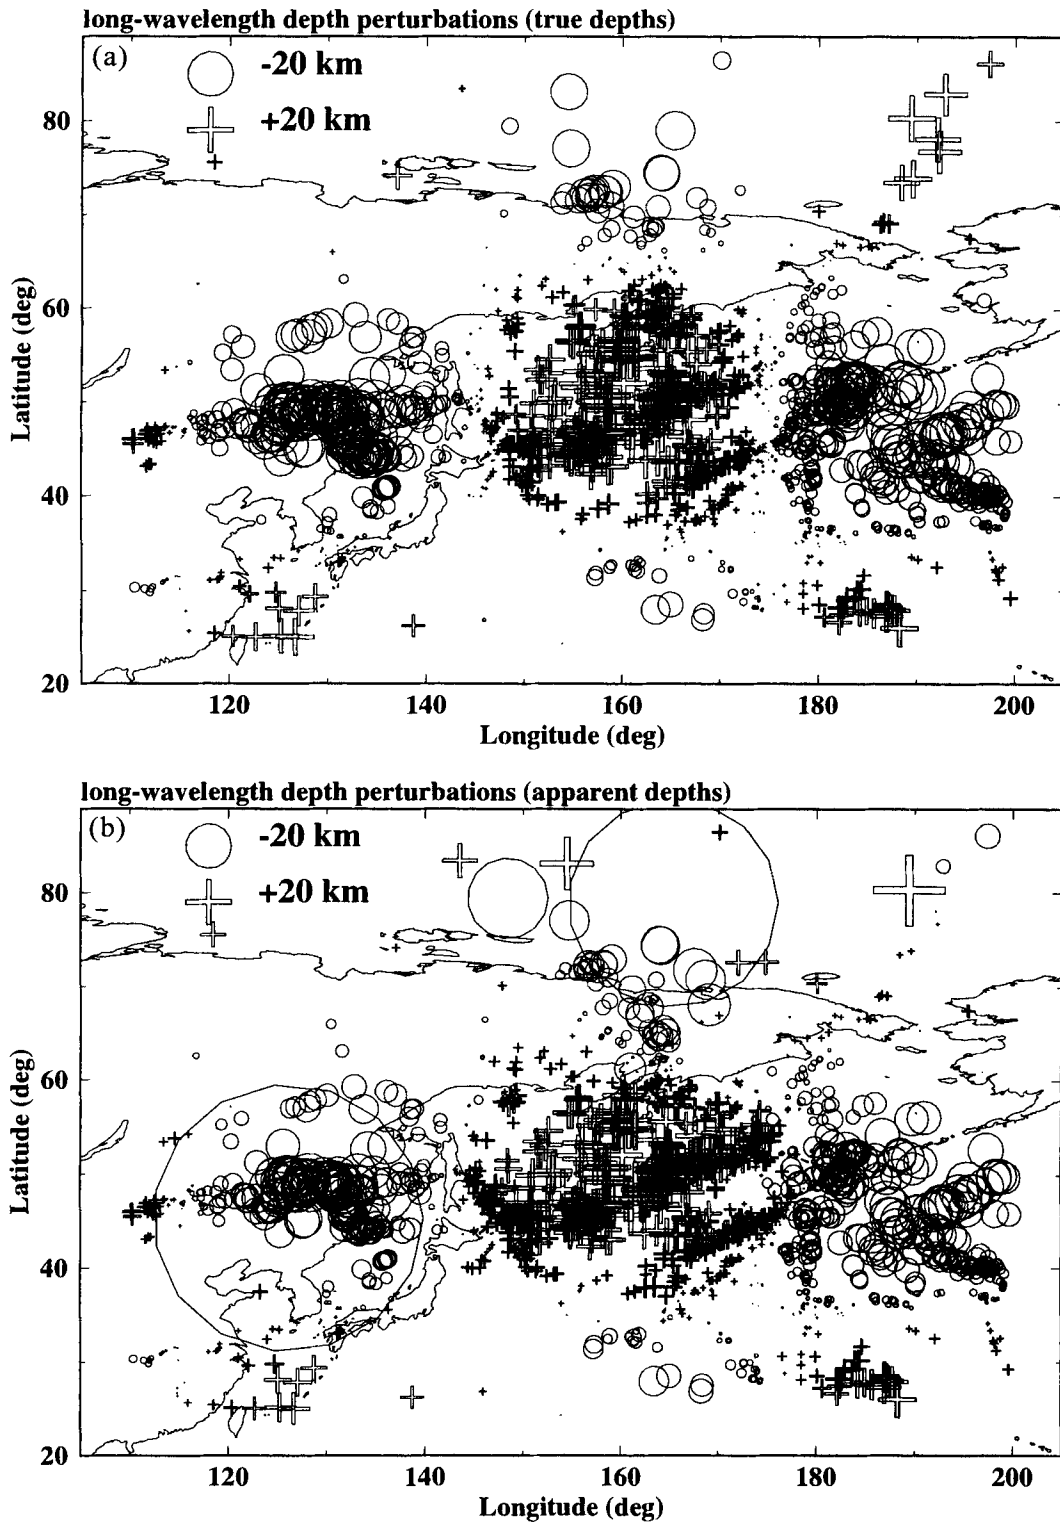 long-wavelength depth perturbations (true depths)
(a)
-20 km
+20 km
80
60
40
20
Latitude (deg)
120
140
160
180
200
Longitude (deg)
long-wavelength depth perturbations (apparent depths)
(b)
-20 km
+20 km
80
60
40
20
Latitude (deg)
120
140
160
180
200
Longitude (deg)